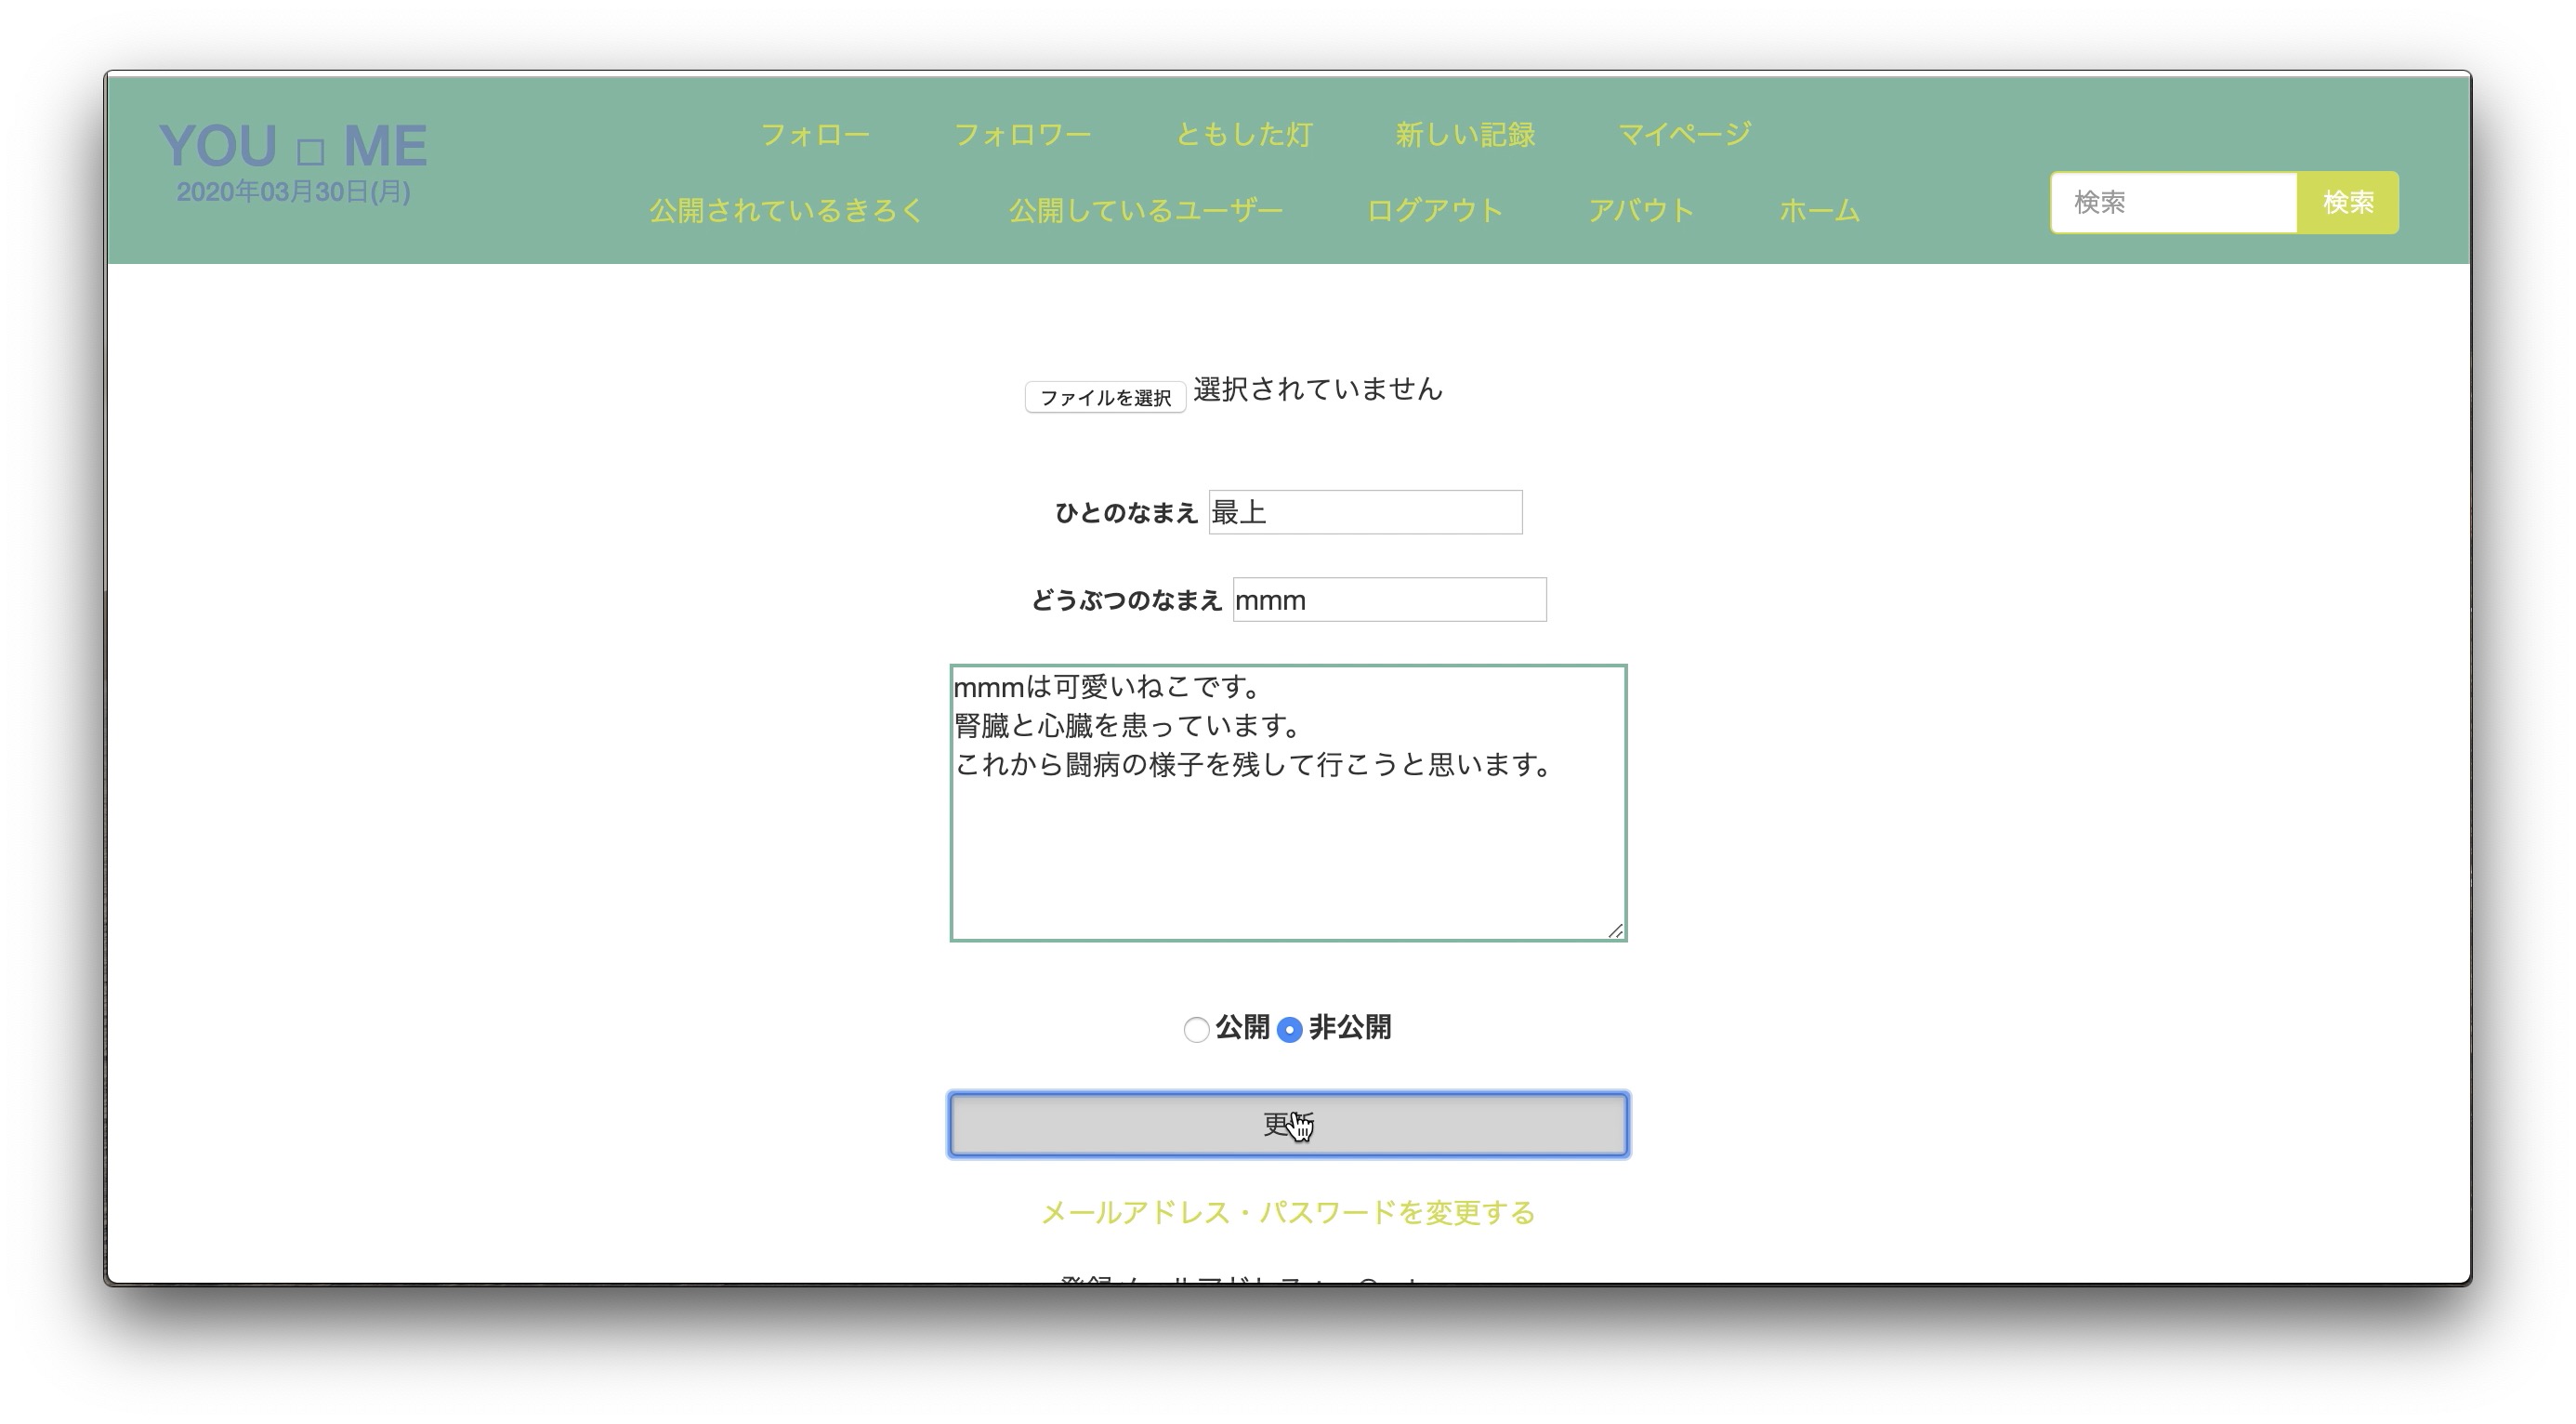 YOU □ ME
2020年03月30日(月)
フォロー フォロワー ともした灯 新しい記録 マイページ
公開されているきろく 公開しているユーザー ログアウト アバウト ホーム
検索 検索
ファイルを選択 選択されていません
ひとのなまえ 最上
どうぶつのなまえ mmm
mmmは可愛いねこです。
腎臓と心臓を患っています。
これから闘病の様子を残して行こうと思います。
公開 非公開
更新
メールアドレス・パスワードを変更する